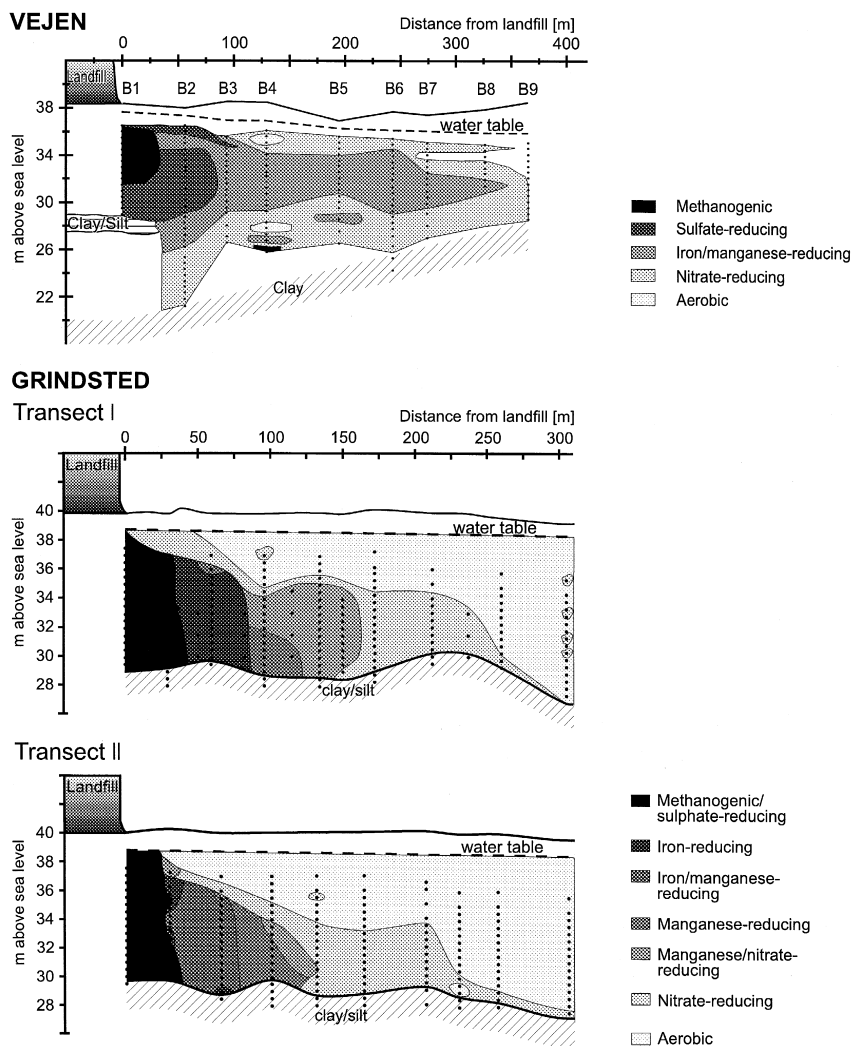 VEJEN
Distance from landfill [m]
0 100 200 300 400
Landfill
B1 B2 B3 B4 B5 B6 B7 B8 B9
38
water table
34
30
Clay/Silt
26
22
Clay
m above sea level
Methanogenic
Sulfate-reducing
Iron/manganese-reducing
Nitrate-reducing
Aerobic
GRINDSTED
Transect I
Distance from landfill [m]
0 50 100 150 200 250 300
Landfill
40
water table
38
36
34
32
30
28
clay/silt
m above sea level
Transect II
Landfill
40
water table
38
36
34
32
30
28
clay/silt
m above sea level
Methanogenic/
sulphate-reducing
Iron-reducing
Iron/manganese-
reducing
Manganese-reducing
Manganese/nitrate-
reducing
Nitrate-reducing
Aerobic